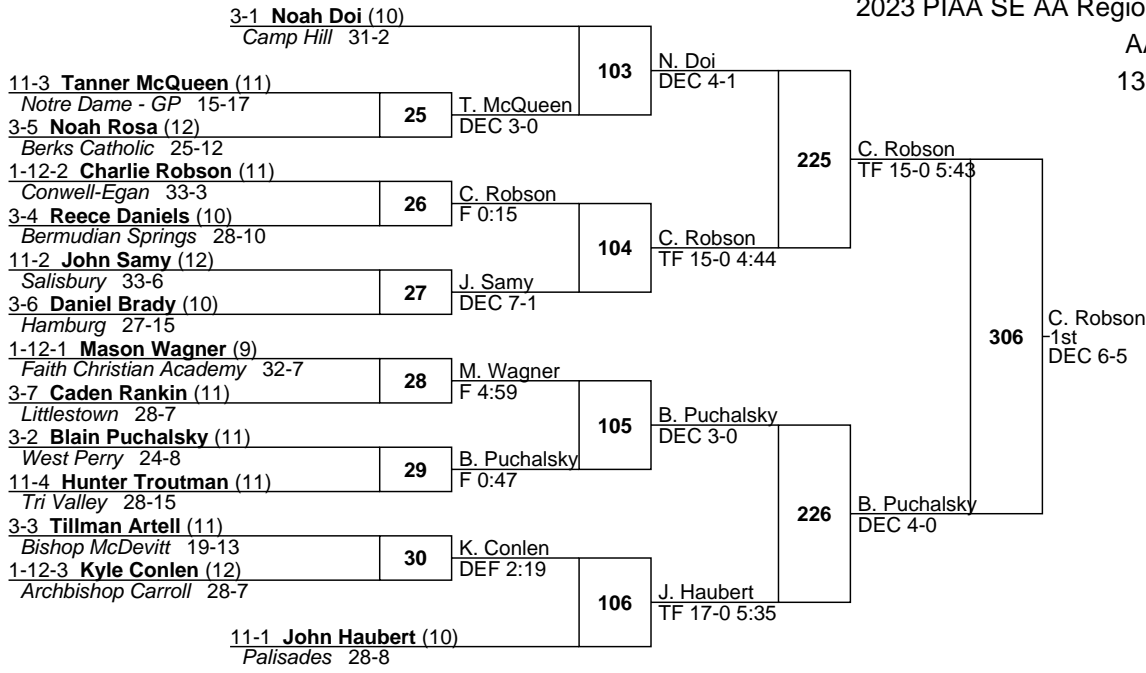 2023 PIAA SE AA Regio
AA
13
3-1 Noah Doi (10)
Camp Hill 31-2
11-3 Tanner McQueen (11)
Notre Dame - GP 15-17
3-5 Noah Rosa (12)
Berks Catholic 25-12
1-12-2 Charlie Robson (11)
Conwell-Egan 33-3
3-4 Reece Daniels (10)
Bermudian Springs 28-10
11-2 John Samy (12)
Salisbury 33-6
3-6 Daniel Brady (10)
Hamburg 27-15
1-12-1 Mason Wagner (9)
Faith Christian Academy 32-7
3-7 Caden Rankin (11)
Littlestown 28-7
3-2 Blain Puchalsky (11)
West Perry 24-8
11-4 Hunter Troutman (11)
Tri Valley 28-15
3-3 Tillman Artell (11)
Bishop McDevitt 19-13
1-12-3 Kyle Conlen (12)
Archbishop Carroll 28-7
11-1 John Haubert (10)
Palisades 28-8
25
26
27
28
29
30
T. McQueen
DEC 3-0
C. Robson
F 0:15
J. Samy
DEC 7-1
M. Wagner
F 4:59
B. Puchalsky
F 0:47
K. Conlen
DEF 2:19
103
104
105
106
N. Doi
DEC 4-1
C. Robson
TF 15-0 4:44
B. Puchalsky
DEC 3-0
J. Haubert
TF 17-0 5:35
225
226
C. Robson
TF 15-0 5:43
B. Puchalsky
DEC 4-0
306
C. Robson
1st
DEC 6-5